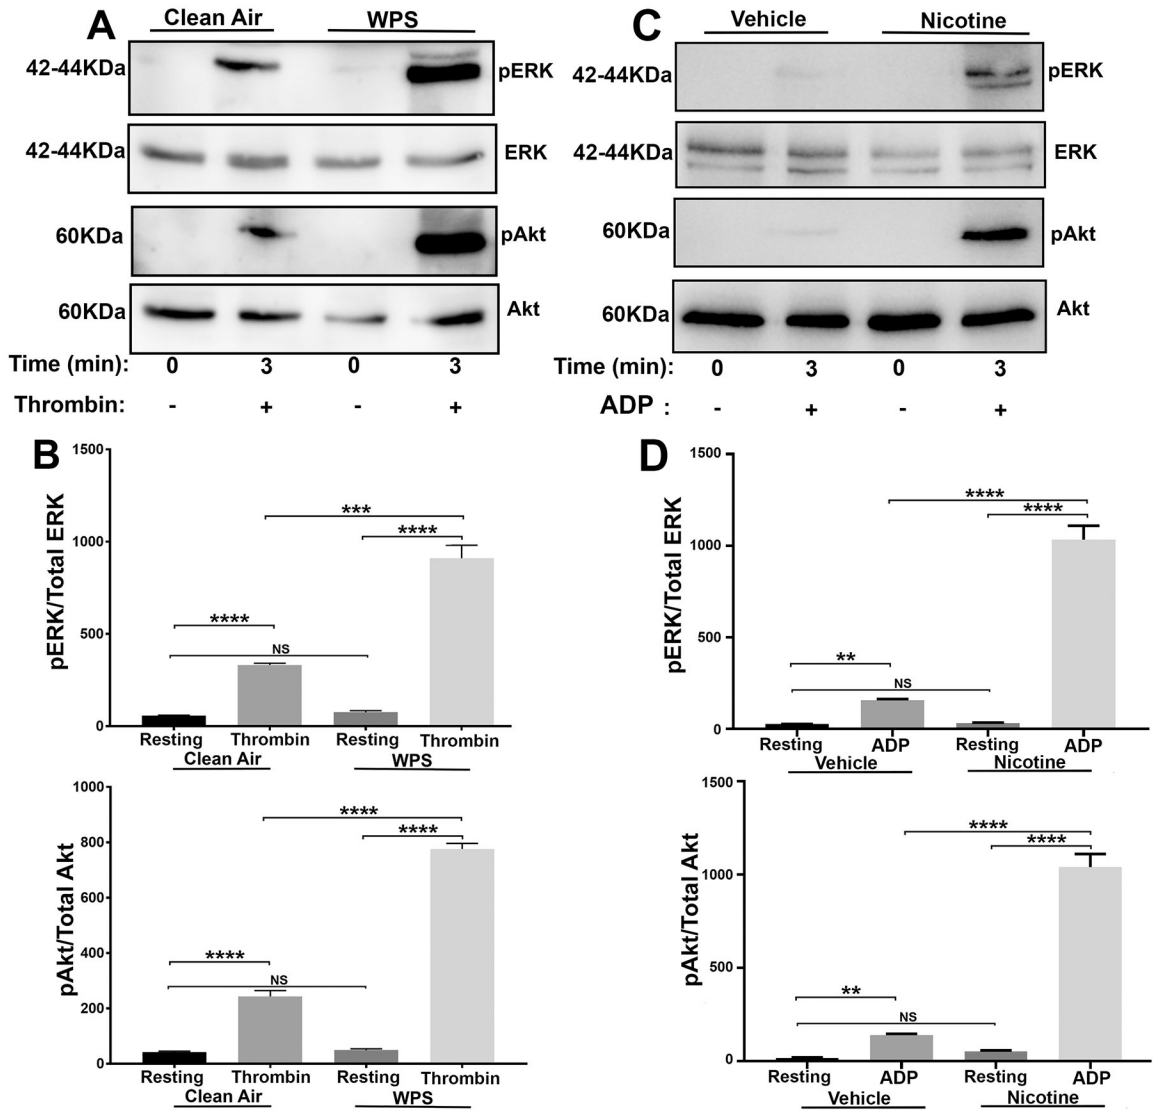 A
Clean Air WPS
42-44KDa pERK
42-44KDa ERK
60KDa pAkt
60KDa Akt
Time (min): 0 3 0 3
Thrombin: - + - +
C
Vehicle Nicotine
42-44KDa pERK
42-44KDa ERK
60KDa pAkt
60KDa Akt
Time (min): 0 3 0 3
ADP : - + - +
B
pERK/Total ERK
1500
1000
500
0
***
****
****
NS
Resting Thrombin Resting Thrombin
Clean Air WPS
pAkt/Total Akt
1000
800
600
400
200
0
****
****
****
NS
Resting Thrombin Resting Thrombin
Clean Air WPS
D
pERK/Total ERK
1500
1000
500
0
****
****
**
NS
Resting ADP Resting ADP
Vehicle Nicotine
pAkt/Total Akt
1500
1000
500
0
****
****
**
NS
Resting ADP Resting ADP
Vehicle Nicotine